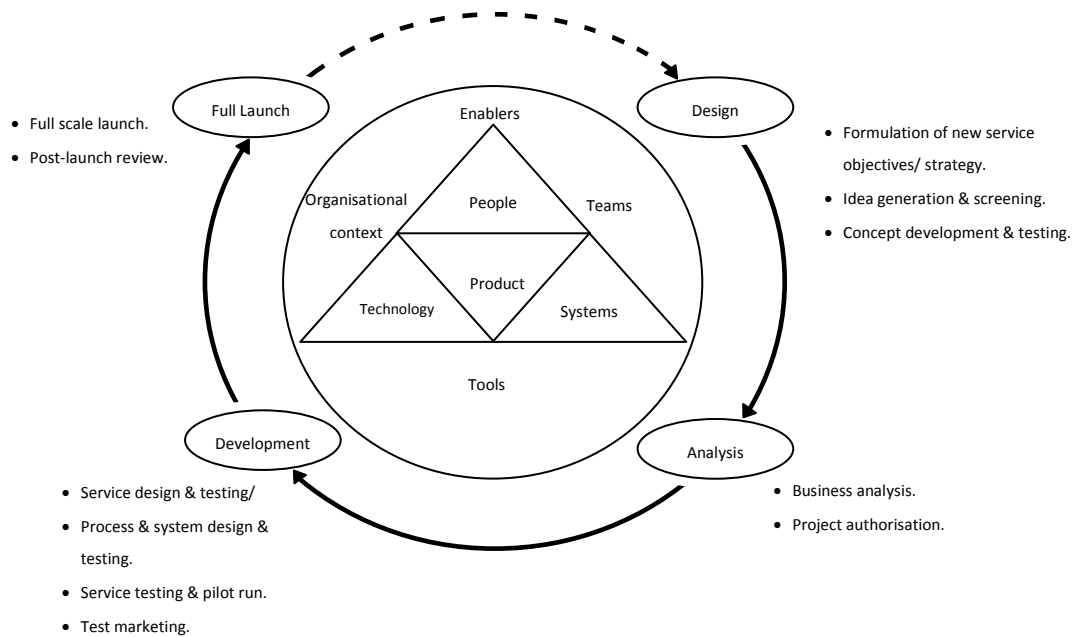 Full Launch
• Full scale launch.
• Post-launch review.
Design
• Formulation of new service
objectives/ strategy.
• Idea generation & screening.
• Concept development & testing.
Enablers
Organisational
context
People
Teams
Product
Technology
Systems
Tools
Development
• Service design & testing/
• Process & system design &
testing.
• Service testing & pilot run.
• Test marketing.
Analysis
• Business analysis.
• Project authorisation.